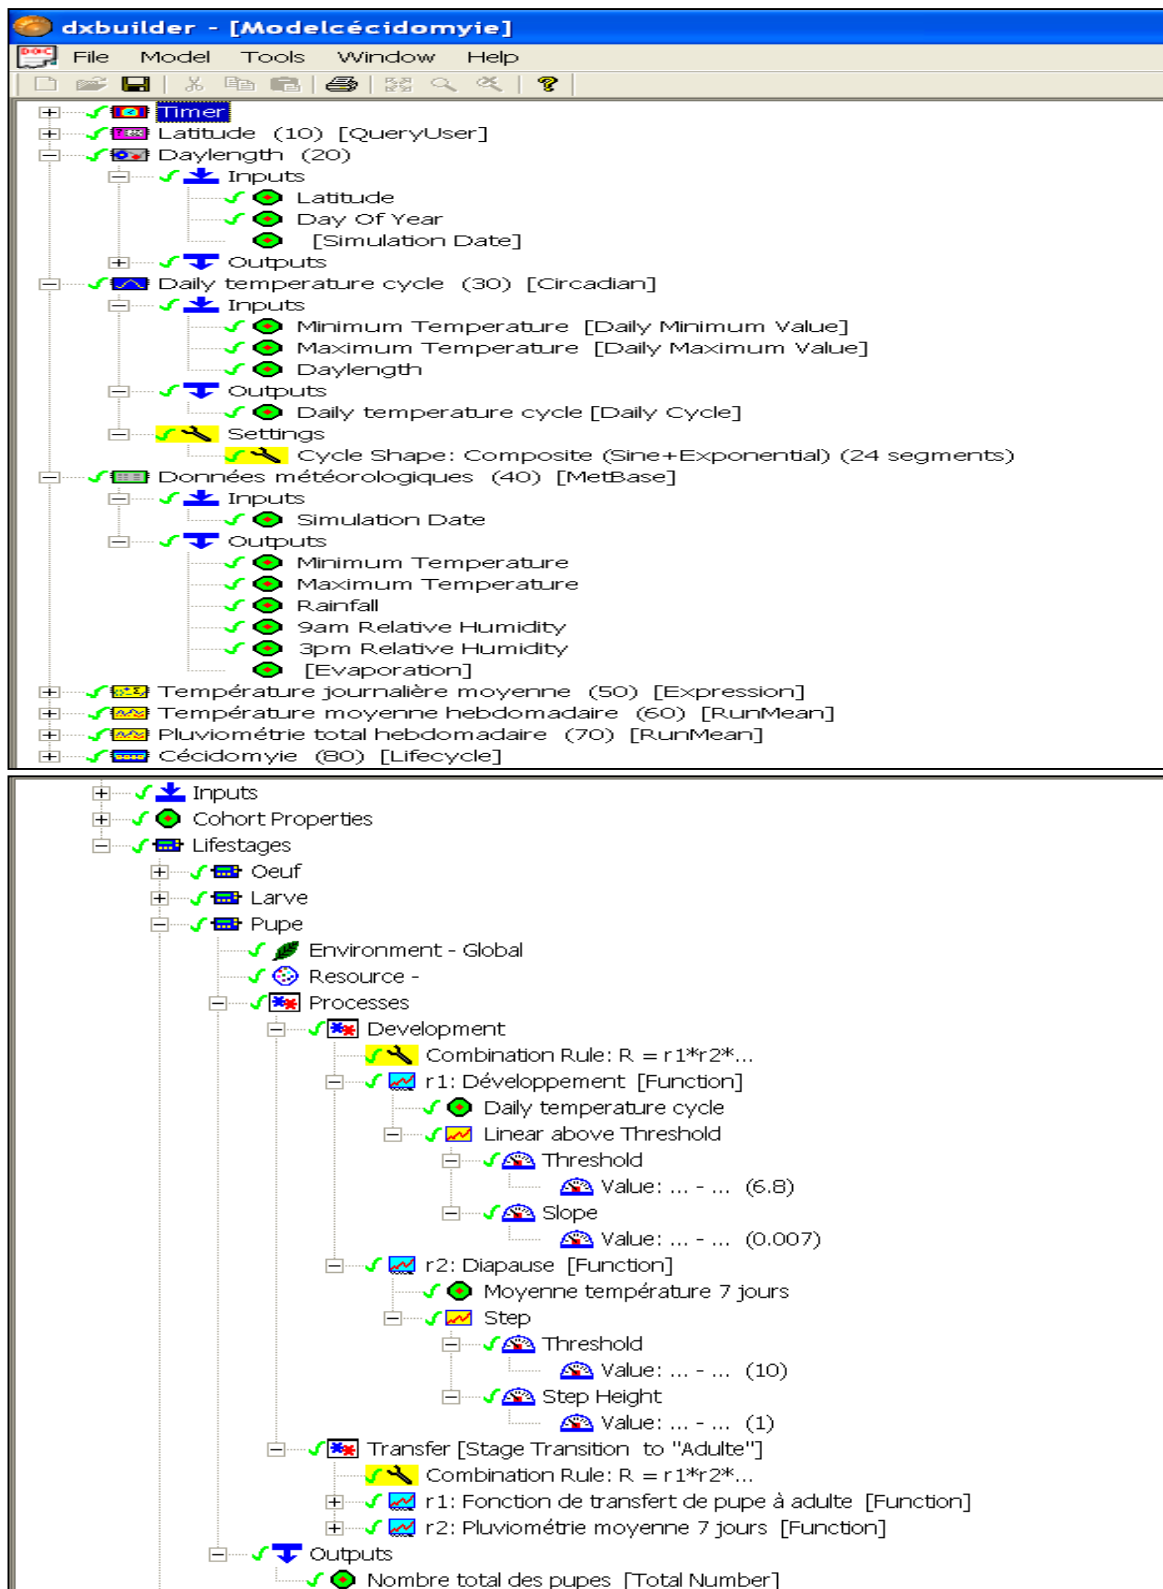 dxbuilder - [Modelcécidomyie]
File Model Tools Window Help
Timer
Latitude (10) [QueryUser]
Daylength (20)
Inputs
Latitude
Day Of Year
[Simulation Date]
Outputs
Daily temperature cycle (30) [Circadian]
Inputs
Minimum Temperature [Daily Minimum Value]
Maximum Temperature [Daily Maximum Value]
Daylength
Outputs
Daily temperature cycle [Daily Cycle]
Settings
Cycle Shape: Composite (Sine+Exponential) (24 segments)
Données météorologiques (40) [MetBase]
Inputs
Simulation Date
Outputs
Minimum Temperature
Maximum Temperature
Rainfall
9am Relative Humidity
3pm Relative Humidity
[Evaporation]
Température journalière moyenne (50) [Expression]
Température moyenne hebdomadaire (60) [RunMean]
Pluviométrie total hebdomadaire (70) [RunMean]
Cécidomyie (80) [Lifecycle]
Inputs
Cohort Properties
Lifestages
Oeuf
Larve
Pupe
Environment - Global
Resource -
Processes
Development
Combination Rule: R = r1*r2*...
r1: Développement [Function]
Daily temperature cycle
Linear above Threshold
Threshold
Value: ... - ... (6.8)
Slope
Value: ... - ... (0.007)
r2: Diapause [Function]
Moyenne température 7 jours
Step
Threshold
Value: ... - ... (10)
Step Height
Value: ... - ... (1)
Transfer [Stage Transition to "Adulte"]
Combination Rule: R = r1*r2*...
r1: Fonction de transfert de pupe à adulte [Function]
r2: Pluviométrie moyenne 7 jours [Function]
Outputs
Nombre total des pupes [Total Number]